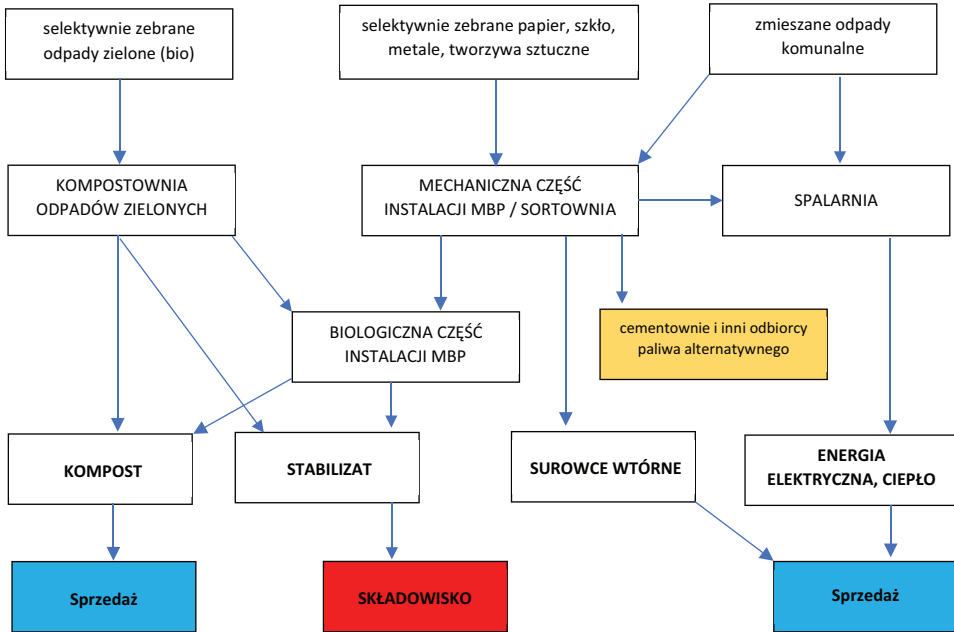 selektywnie zebrane
odpady zielone (bio)
selektywnie zebrane papier, szkło,
metale, tworzywa sztuczne
zmieszane odpady
komunalne
KOMPOSTOWNIA
ODPADÓW ZIELONYCH
MECHANICZNA CZĘŚĆ
INSTALACJI MBP / SORTOWNIA
SPALARNIA
BIOLOGICZNA CZĘŚĆ
INSTALACJI MBP
cementownie i inni odbiorcy
paliwa alternatywnego
KOMPOST
STABILIZAT
SUROWCE WTÓRNE
ENERGIA
ELEKTRYCZNA, CIEPŁO
Sprzedaż
SKŁADOWISKO
Sprzedaż